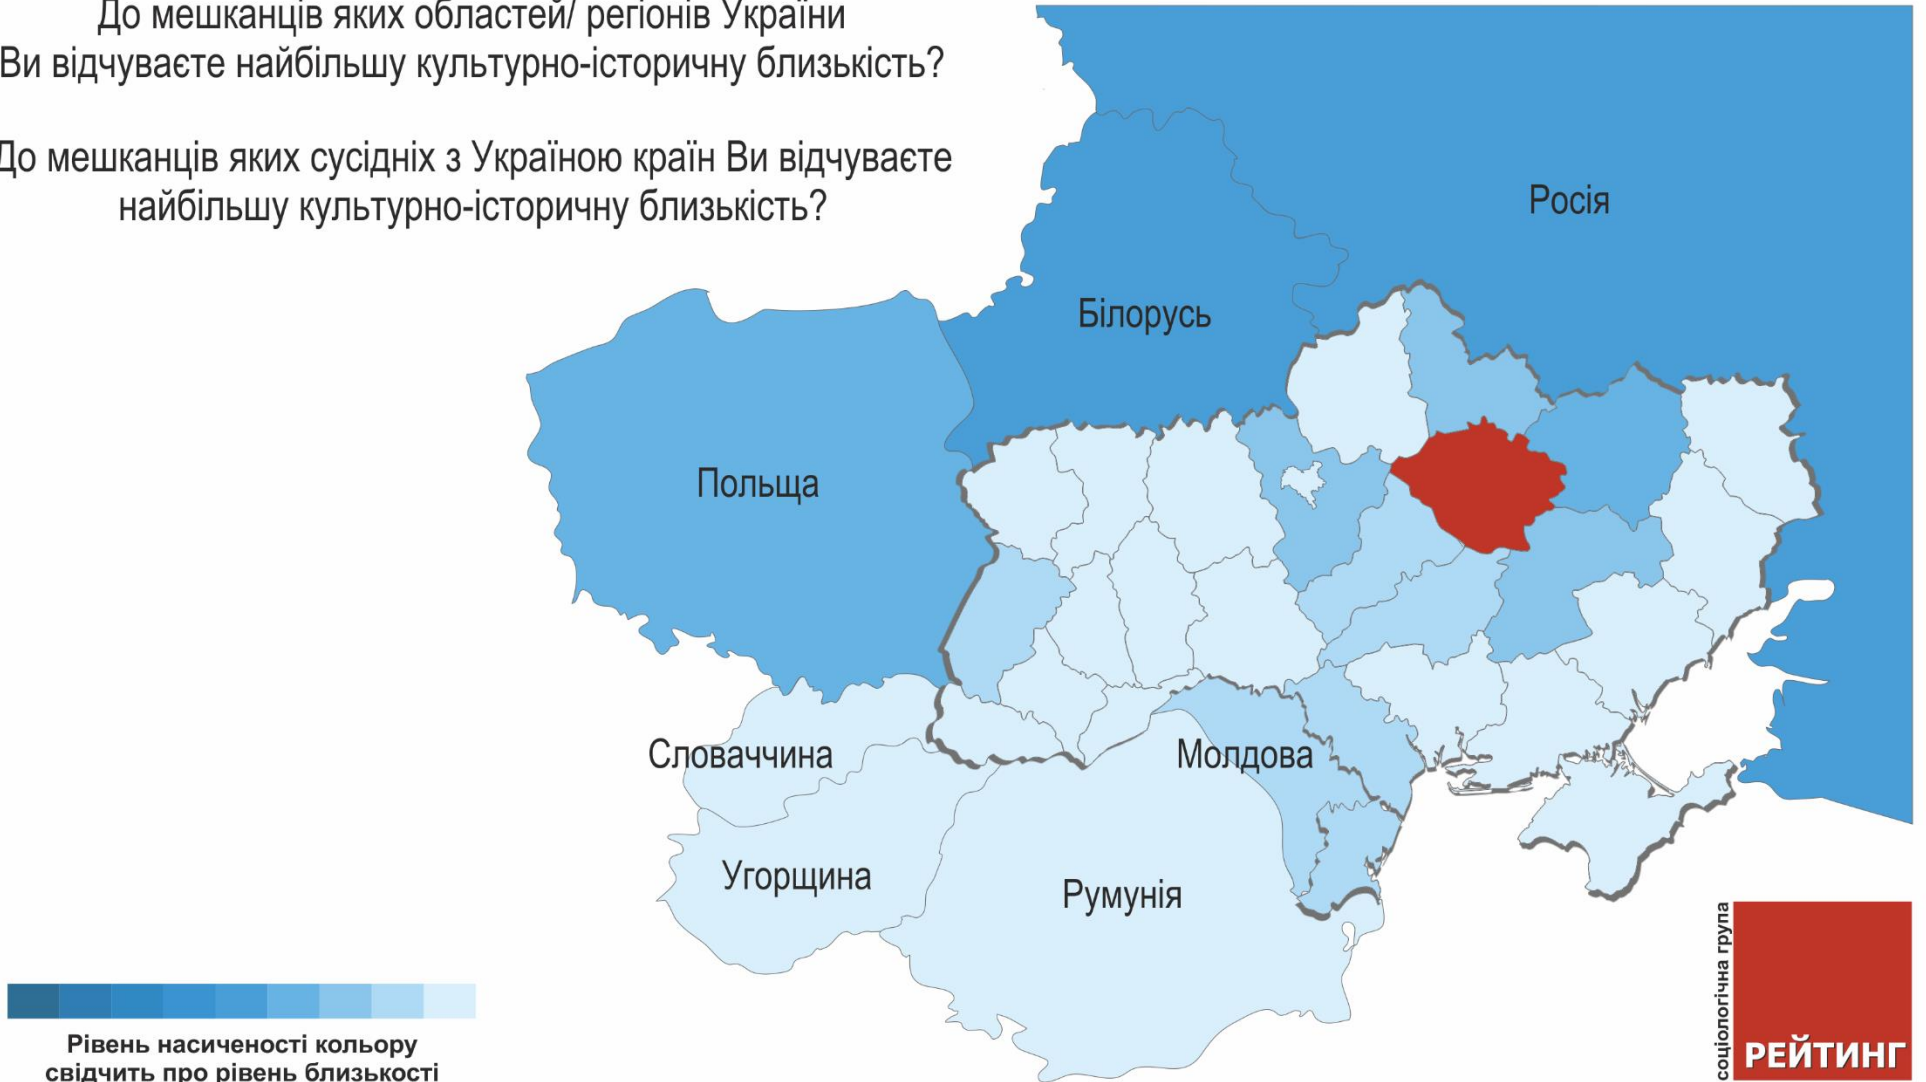 До мешканців яких областей/ регіонів України
Ви відчуваєте найбільшу культурно-історичну близькість?
До мешканців яких сусідніх з Україною країн Ви відчуваєте
найбільшу культурно-історичну близькість?
Росія
Білорусь
Польща
Словаччина
Молдова
Угорщина
Румунія
Рівень насиченості кольору
свідчить про рівень близькості
соціологічна група
РЕЙТИНГ